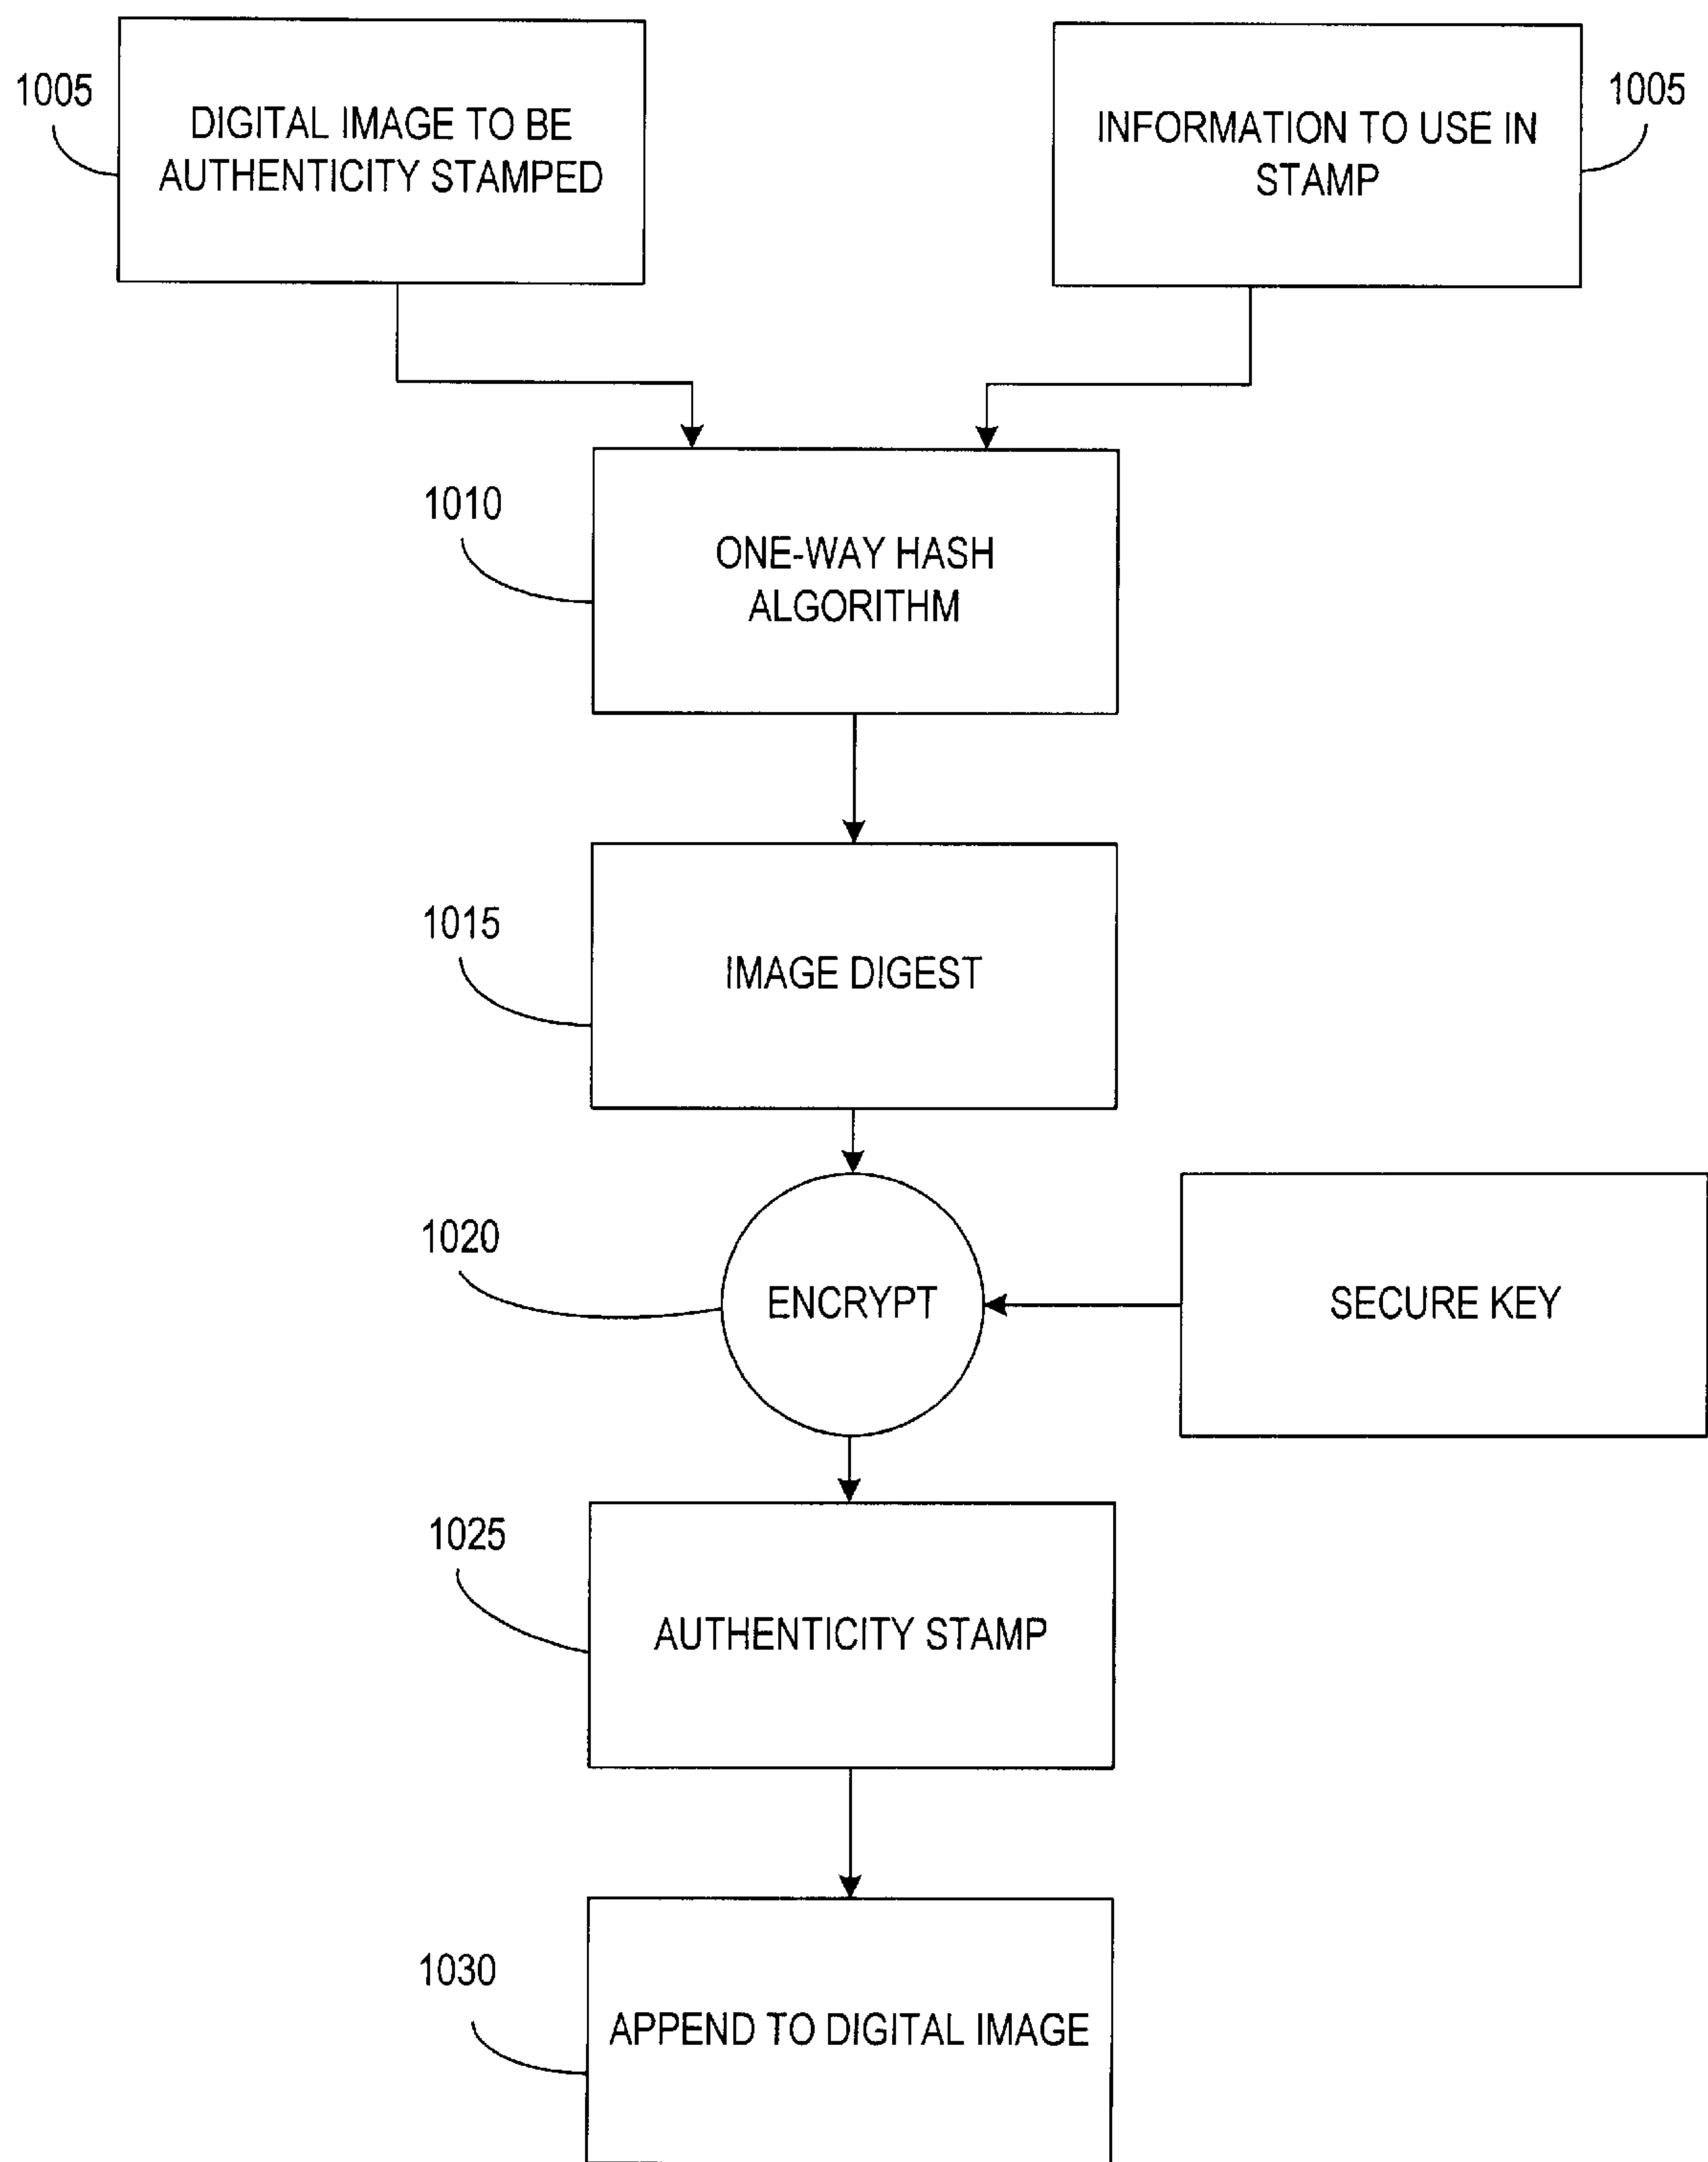 1005
DIGITAL IMAGE TO BE
AUTHENTICITY STAMPED
INFORMATION TO USE IN
STAMP
1005
1010
ONE-WAY HASH
ALGORITHM
1015
IMAGE DIGEST
1020
ENCRYPT
SECURE KEY
1025
AUTHENTICITY STAMP
1030
APPEND TO DIGITAL IMAGE